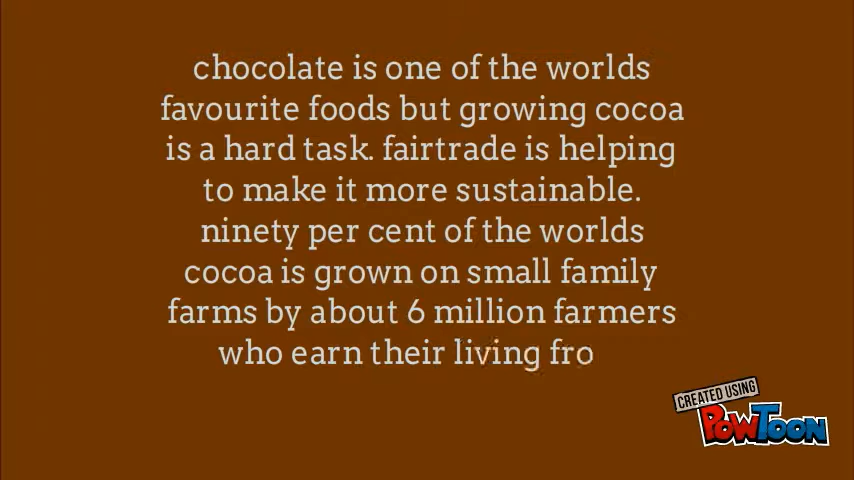 chocolate is one of the worlds
favourite foods but growing cocoa
is a hard task. fairtrade is helping
to make it more sustainable.
ninety per cent of the worlds
cocoa is grown on small family
farms by about 6 million farmers
who earn their living fro
CREATED USING
POWTOON